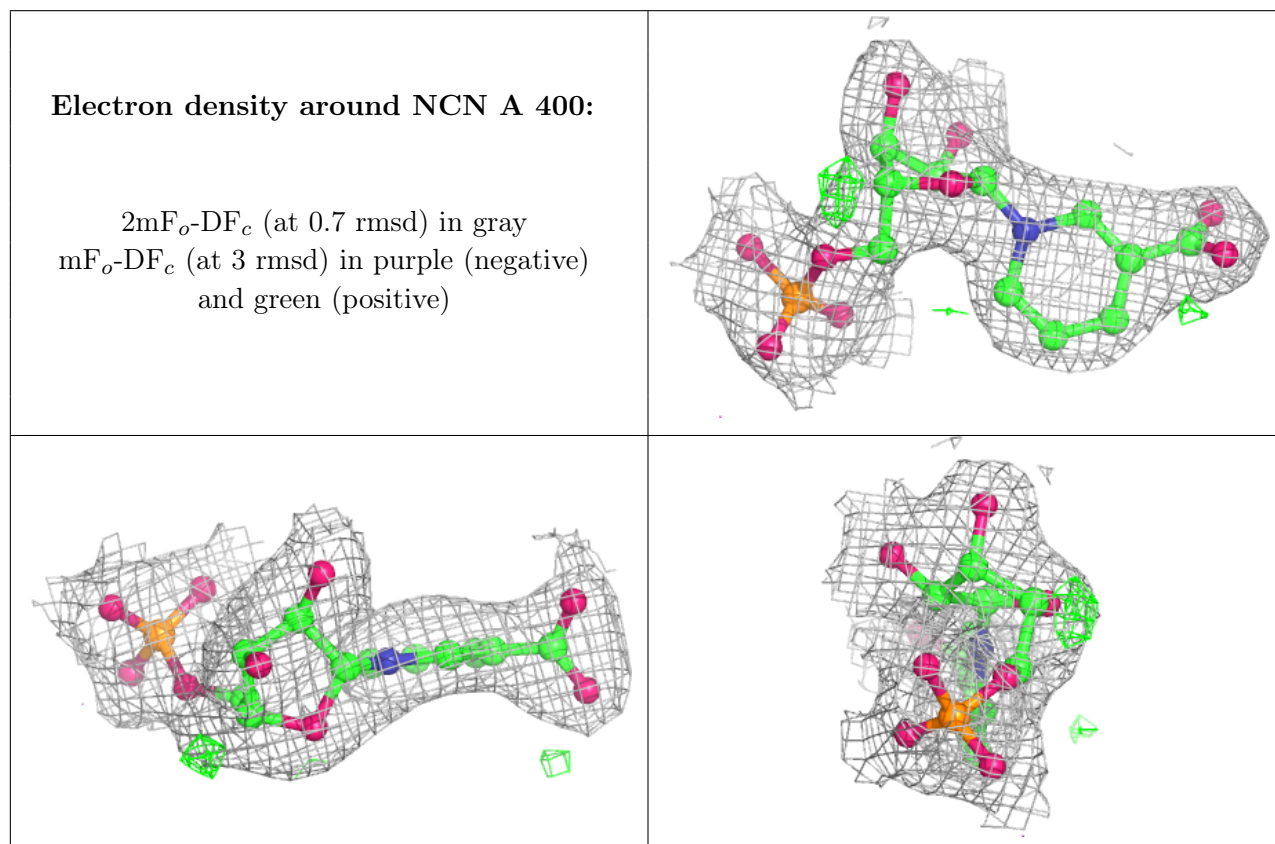 Electron density around NCN A 400:
2mFo-DFc (at 0.7 rmsd) in gray
mFo-DFc (at 3 rmsd) in purple (negative)
and green (positive)